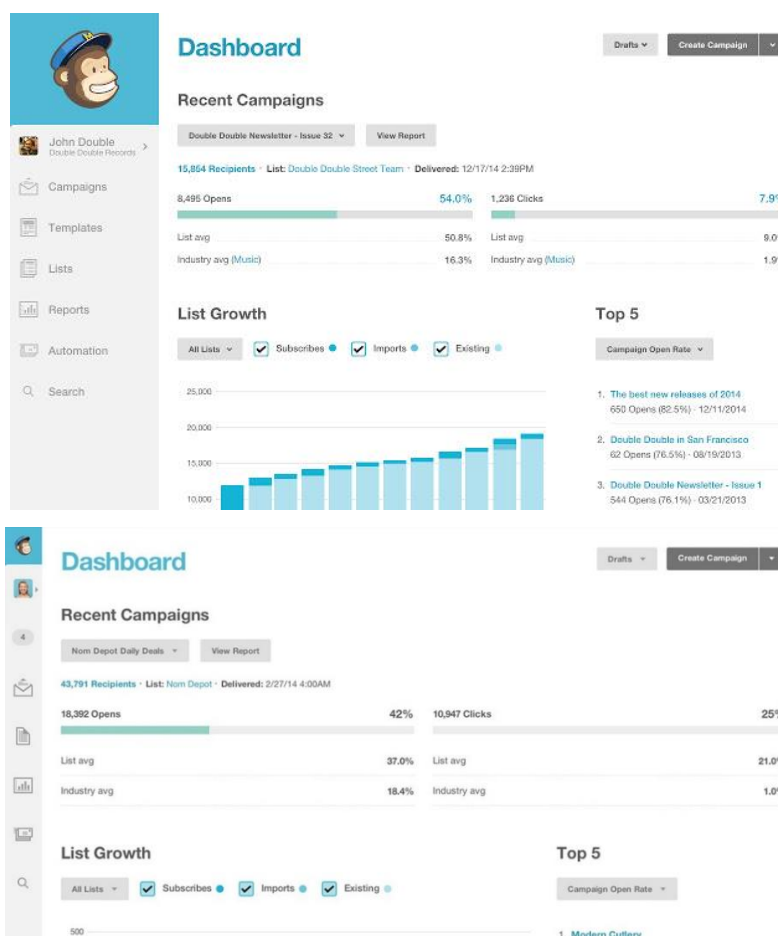 Dashboard
Drafts
Create Campaign
Recent Campaigns
Double Double Newsletter - Issue 32
View Report
John Double
Double Double Records
Campaigns
Templates
Lists
Reports
Automation
Search
15,854 Recipients · List: Double Double Street Team · Delivered: 12/17/14 2:39PM
8,495 Opens 54.0%
List avg 50.8%
Industry avg (Music) 16.3%
1,236 Clicks 7.9%
List avg 9.0
Industry avg (Music) 1.9
List Growth
All Lists
Subscribes
Imports
Existing
25,000
20,000
15,000
10,000
Top 5
Campaign Open Rate
1. The best new releases of 2014
650 Opens (82.5%) - 12/11/2014
2. Double Double in San Francisco
62 Opens (76.5%) - 08/19/2013
3. Double Double Newsletter - Issue 1
544 Opens (76.1%) - 03/21/2013
4
Dashboard
Drafts
Create Campaign
Recent Campaigns
Nom Depot Daily Deals
View Report
43,791 Recipients · List: Nom Depot · Delivered: 2/27/14 4:00AM
18,392 Opens 42%
List avg 37.0%
Industry avg 18.4%
10,947 Clicks 25%
List avg 21.0
Industry avg 1.0
List Growth
All Lists
Subscribes
Imports
Existing
500
Top 5
Campaign Open Rate
1. Modern Cutlery